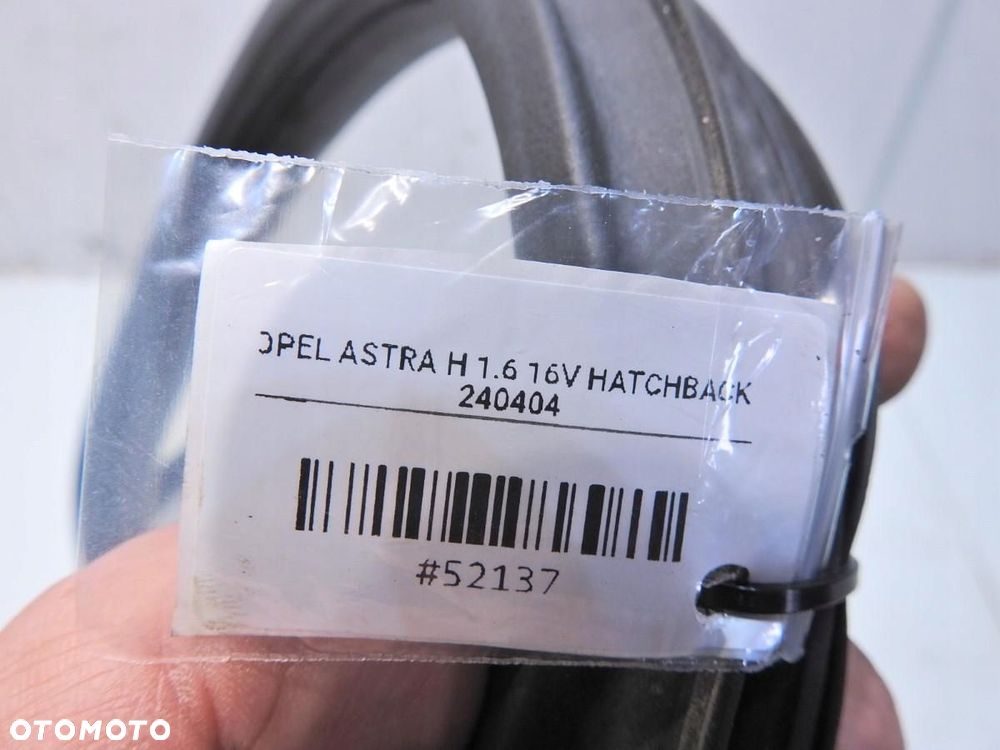 OPEL ASTRA H 1.6 16V HATCHBACK
240404
#52137
OTOMOTO